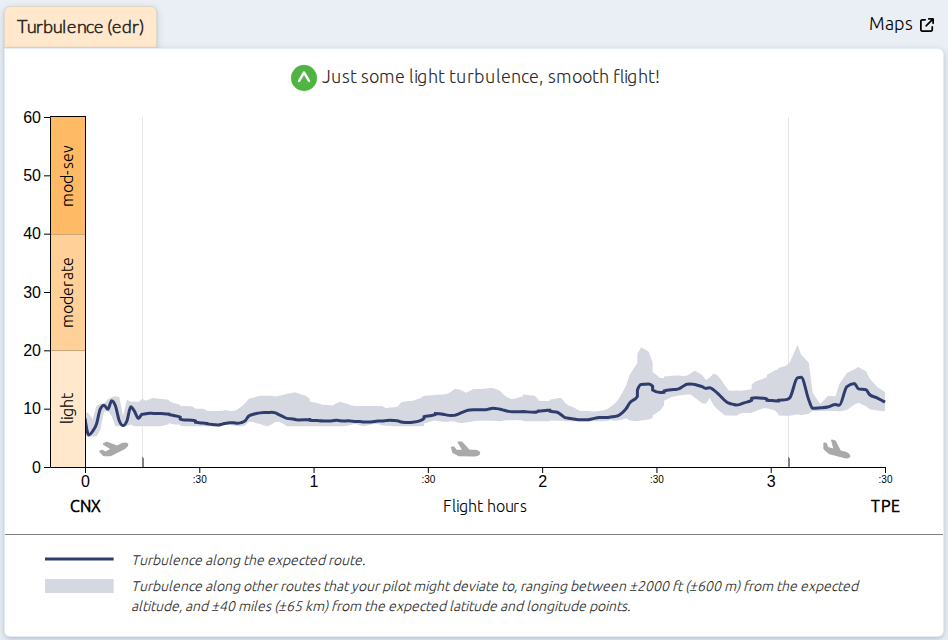 Turbulence (edr)
Maps
Just some light turbulence, smooth flight!
60
50
40
30
20
10
0
mod-sev
moderate
light
0 :30 1 :30 2 :30 3 :30
CNX Flight hours TPE
Turbulence along the expected route.
Turbulence along other routes that your pilot might deviate to, ranging between ±2000 ft (±600 m) from the expected
altitude, and ±40 miles (±65 km) from the expected latitude and longitude points.